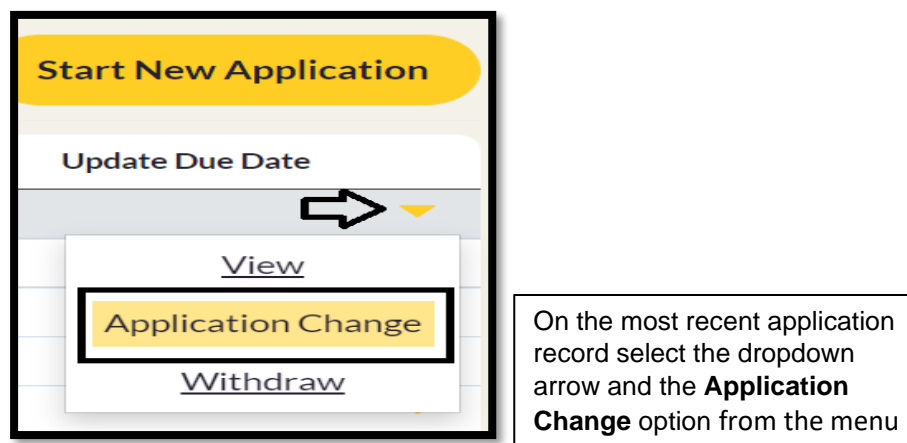 Start New Application
Update Due Date
View
Application Change
Withdraw
On the most recent application
record select the dropdown
arrow and the Application
Change option from the menu